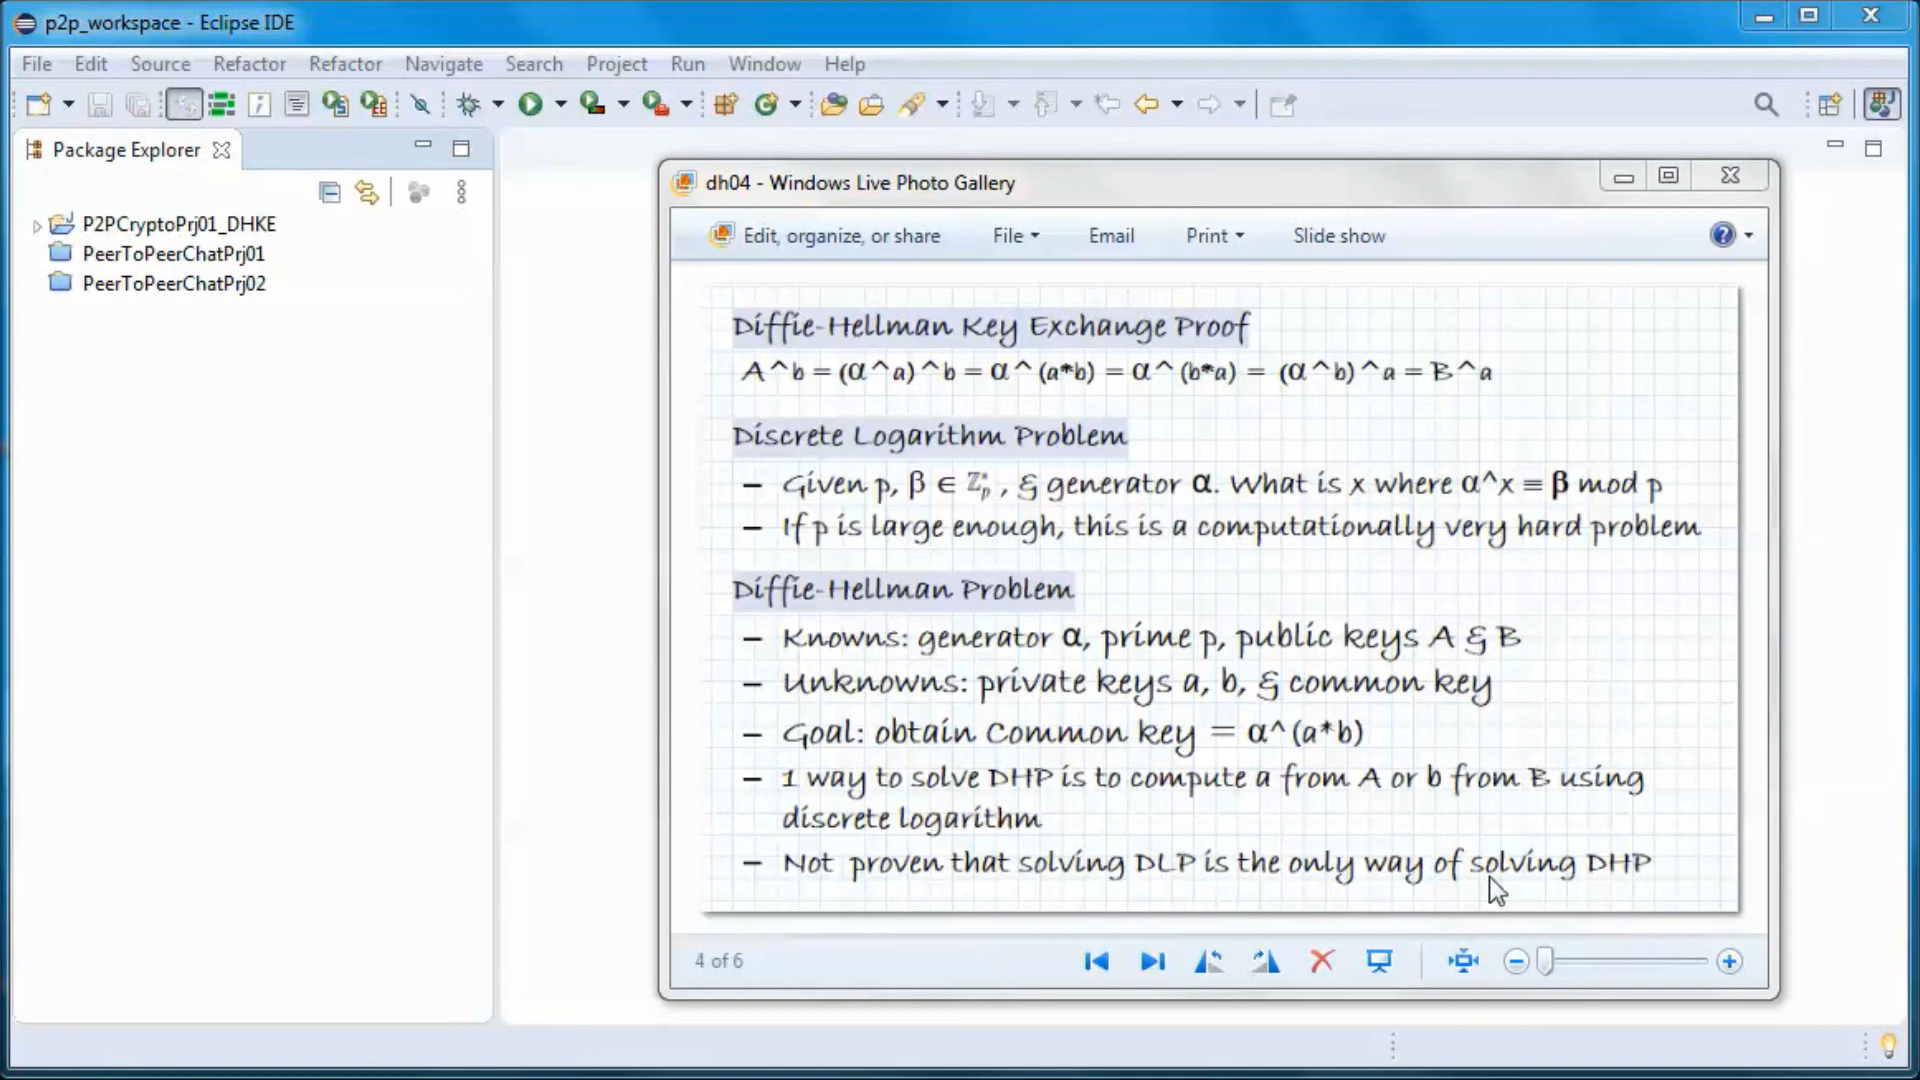 p2p_workspace - Eclipse IDE
File Edit Source Refactor Refactor Navigate Search Project Run Window Help
Package Explorer
P2PCryptoPrj01_DHKE
PeerToPeerChatPrj01
PeerToPeerChatPrj02
dh04 - Windows Live Photo Gallery
Edit, organize, or share File Email Print Slide show
Diffie-Hellman Key Exchange Proof
A^b = (α^a)^b = α^(a*b) = α^(b*a) = (α^b)^a = B^a
Discrete Logarithm Problem
– Given p, β ∈ ℤ*ₚ, & generator α. What is x where α^x ≡ β mod p
– If p is large enough, this is a computationally very hard problem
Diffie-Hellman Problem
– Knowns: generator α, prime p, public keys A & B
– Unknowns: private keys a, b, & common key
– Goal: obtain Common key = α^(a*b)
– 1 way to solve DHP is to compute a from A or b from B using
discrete logarithm
– Not proven that solving DLP is the only way of solving DHP
4 of 6